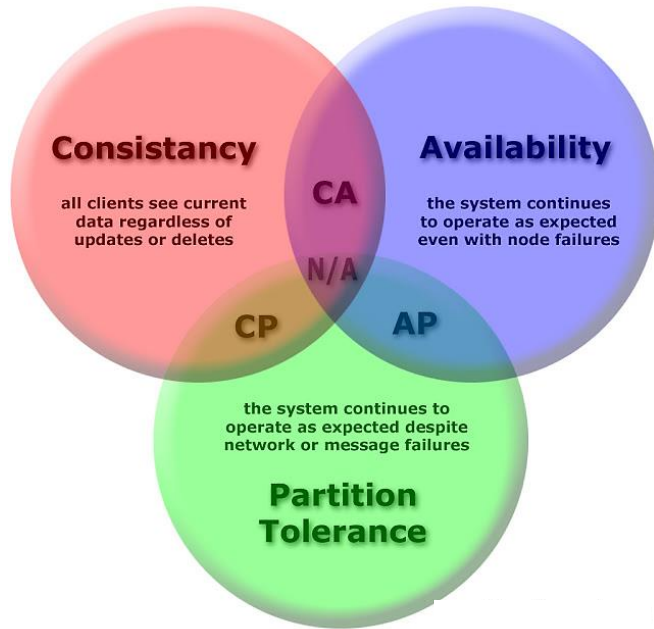 Consistancy
all clients see current
data regardless of
updates or deletes
Availability
the system continues
to operate as expected
even with node failures
CA
N/A
CP
AP
the system continues to
operate as expected despite
network or message failures
Partition
Tolerance